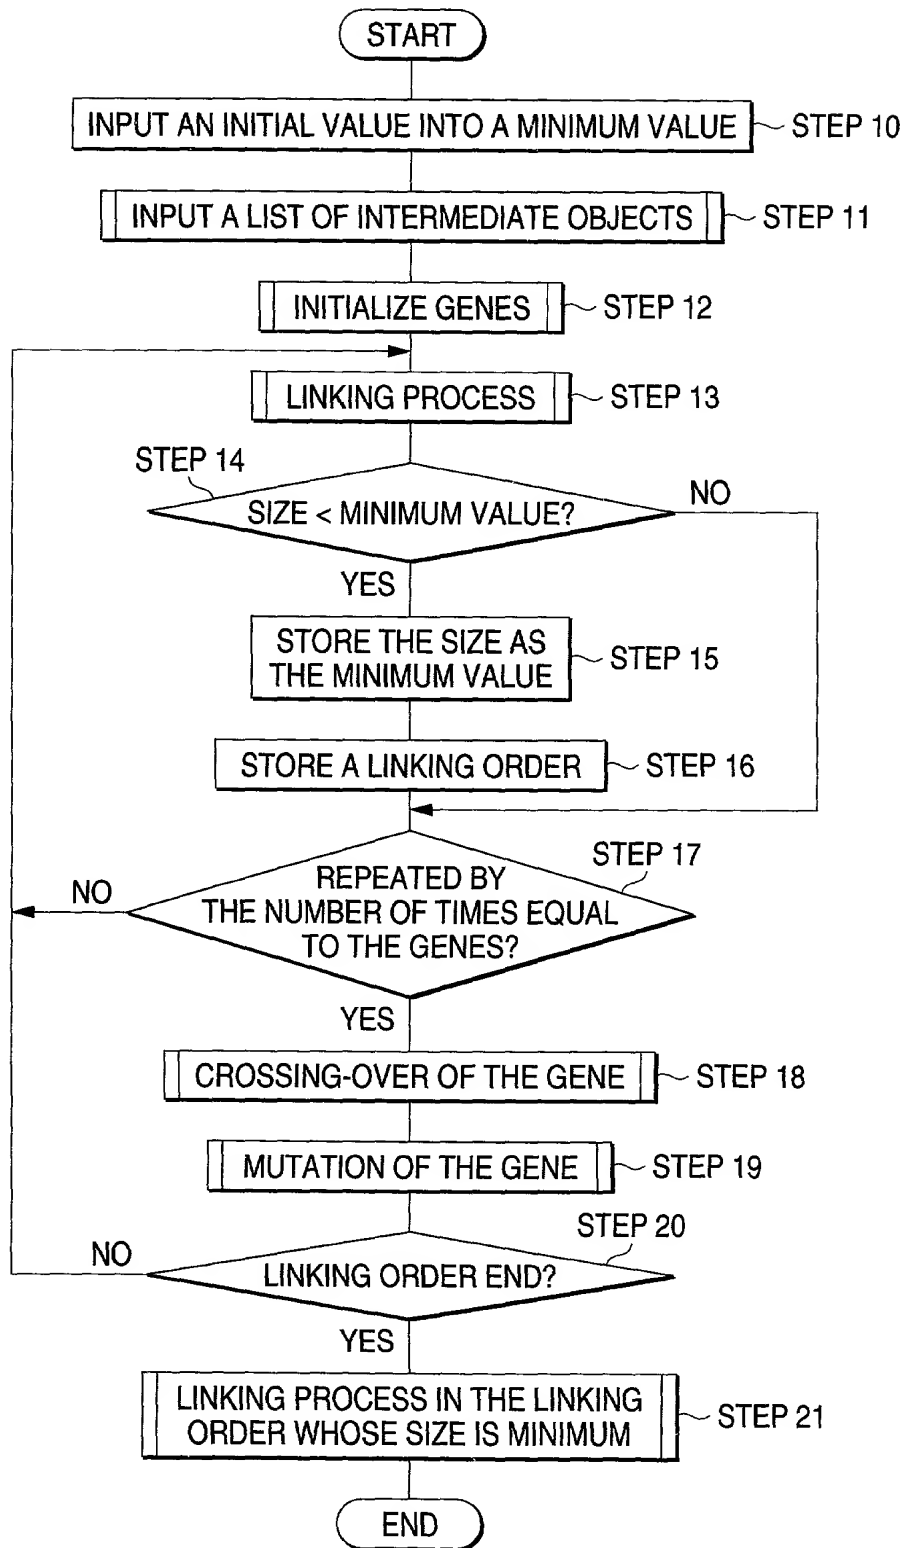 START
INPUT AN INITIAL VALUE INTO A MINIMUM VALUE
STEP 10
INPUT A LIST OF INTERMEDIATE OBJECTS
STEP 11
INITIALIZE GENES
STEP 12
LINKING PROCESS
STEP 13
STEP 14
SIZE < MINIMUM VALUE?
NO
YES
STORE THE SIZE AS
THE MINIMUM VALUE
STEP 15
STORE A LINKING ORDER
STEP 16
STEP 17
REPEATED BY
THE NUMBER OF TIMES EQUAL
TO THE GENES?
NO
YES
CROSSING-OVER OF THE GENE
STEP 18
MUTATION OF THE GENE
STEP 19
STEP 20
LINKING ORDER END?
NO
YES
LINKING PROCESS IN THE LINKING
ORDER WHOSE SIZE IS MINIMUM
STEP 21
END